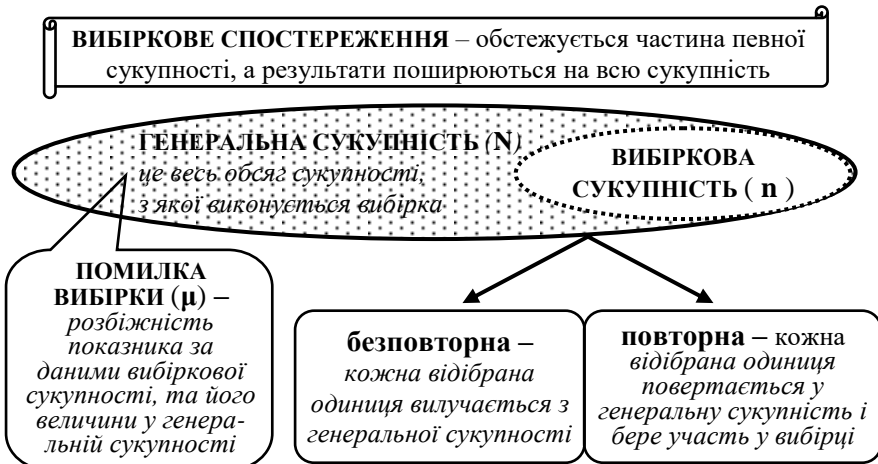 ВИБІРКОВЕ СПОСТЕРЕЖЕННЯ – обстежується частина певної
сукупності, а результати поширюються на всю сукупність
ГЕНЕРАЛЬНА СУКУПНІСТЬ (N)
це весь обсяг сукупності,
з якої виконується вибірка
ВИБІРКОВА
СУКУПНІСТЬ ( n )
ПОМИЛКА
ВИБІРКИ (μ) –
розбіжність
показника за
даними вибіркової
сукупності, та його
величини у генера-
льній сукупності
безповторна –
кожна відібрана
одиниця вилучається з
генеральної сукупності
повторна – кожна
відібрана одиниця
повертається у
генеральну сукупність і
бере участь у вибірці